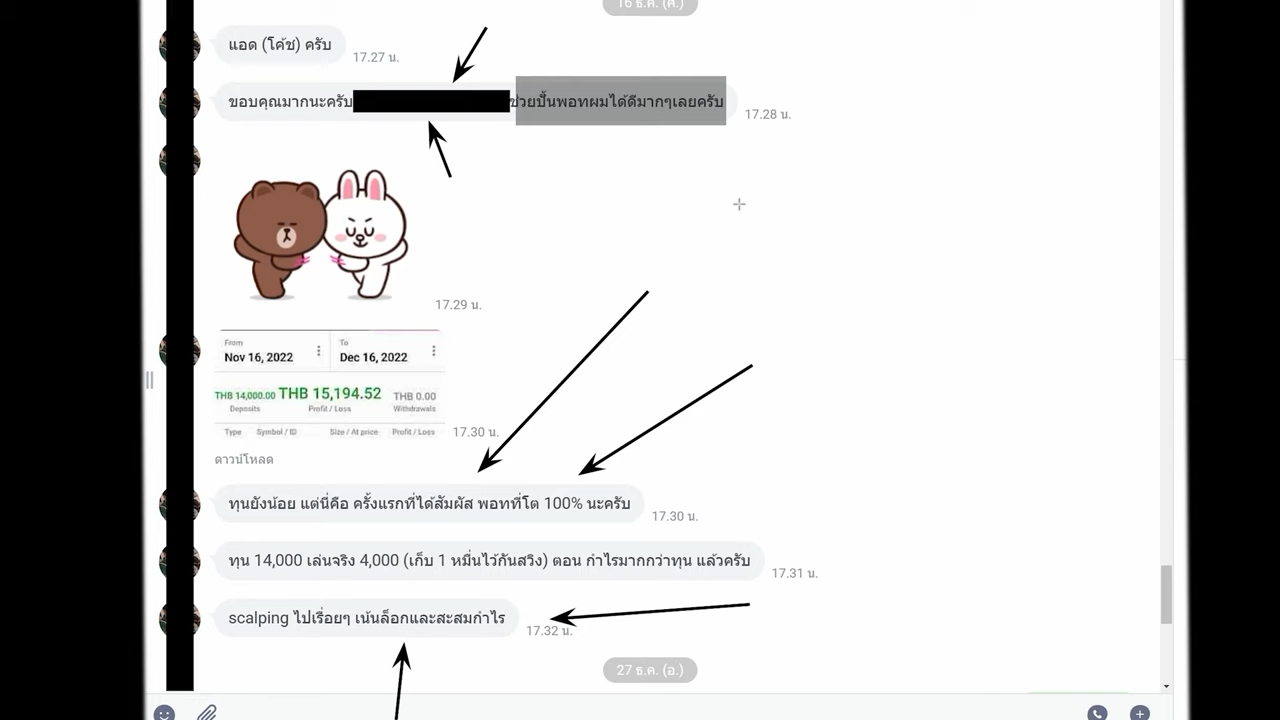 16 ธ.ค. (ศ.)
แอด (โค้ช) ครับ
17.27 น.
ขอบคุณมากนะครับ ช่วยปั้นพอทผมได้ดีมากๆเลยครับ
17.28 น.
17.29 น.
From To
Nov 16, 2022 Dec 16, 2022
THB 14,000.00 THB 15,194.52 THB 0.00
Deposits Profit / Loss Withdrawals
Type Symbol / ID Size / At price Profit / Loss
17.30 น.
ดาวน์โหลด
ทุนยังน้อย แต่นี่คือ ครั้งแรกที่ได้สัมผัส พอทที่โต 100% นะครับ
17.30 น.
ทุน 14,000 เล่นจริง 4,000 (เก็บ 1 หมื่นไว้กันสวิง) ตอน กำไรมากกว่าทุน แล้วครับ
17.31 น.
scalping ไปเรื่อยๆ เน้นล็อกและสะสมกำไร
17.32 น.
27 ธ.ค. (อ.)